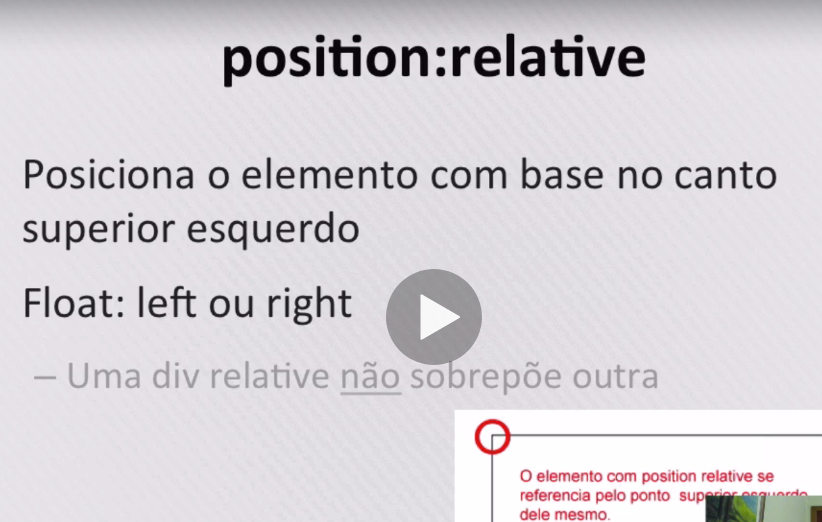 position:relative
Posiciona o elemento com base no canto
superior esquerdo
Float: left ou right
– Uma div relative não sobrepõe outra
O elemento com position relative se
referencia pelo ponto superior esquerdo
dele mesmo.